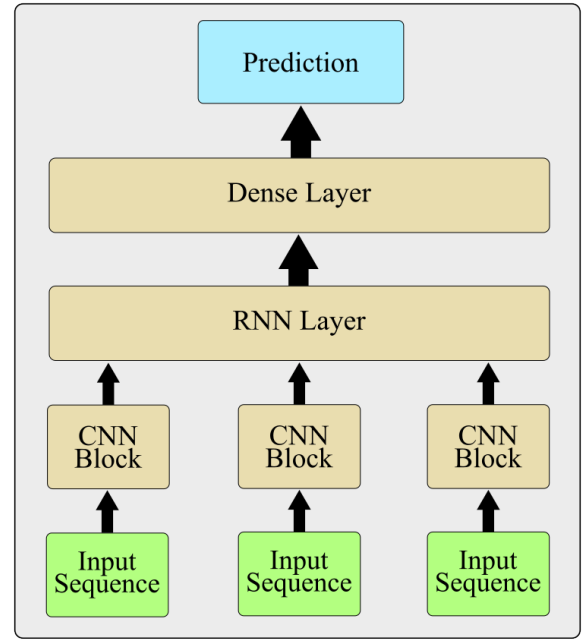 Prediction
Dense Layer
RNN Layer
CNN
Block
CNN
Block
CNN
Block
Input
Sequence
Input
Sequence
Input
Sequence